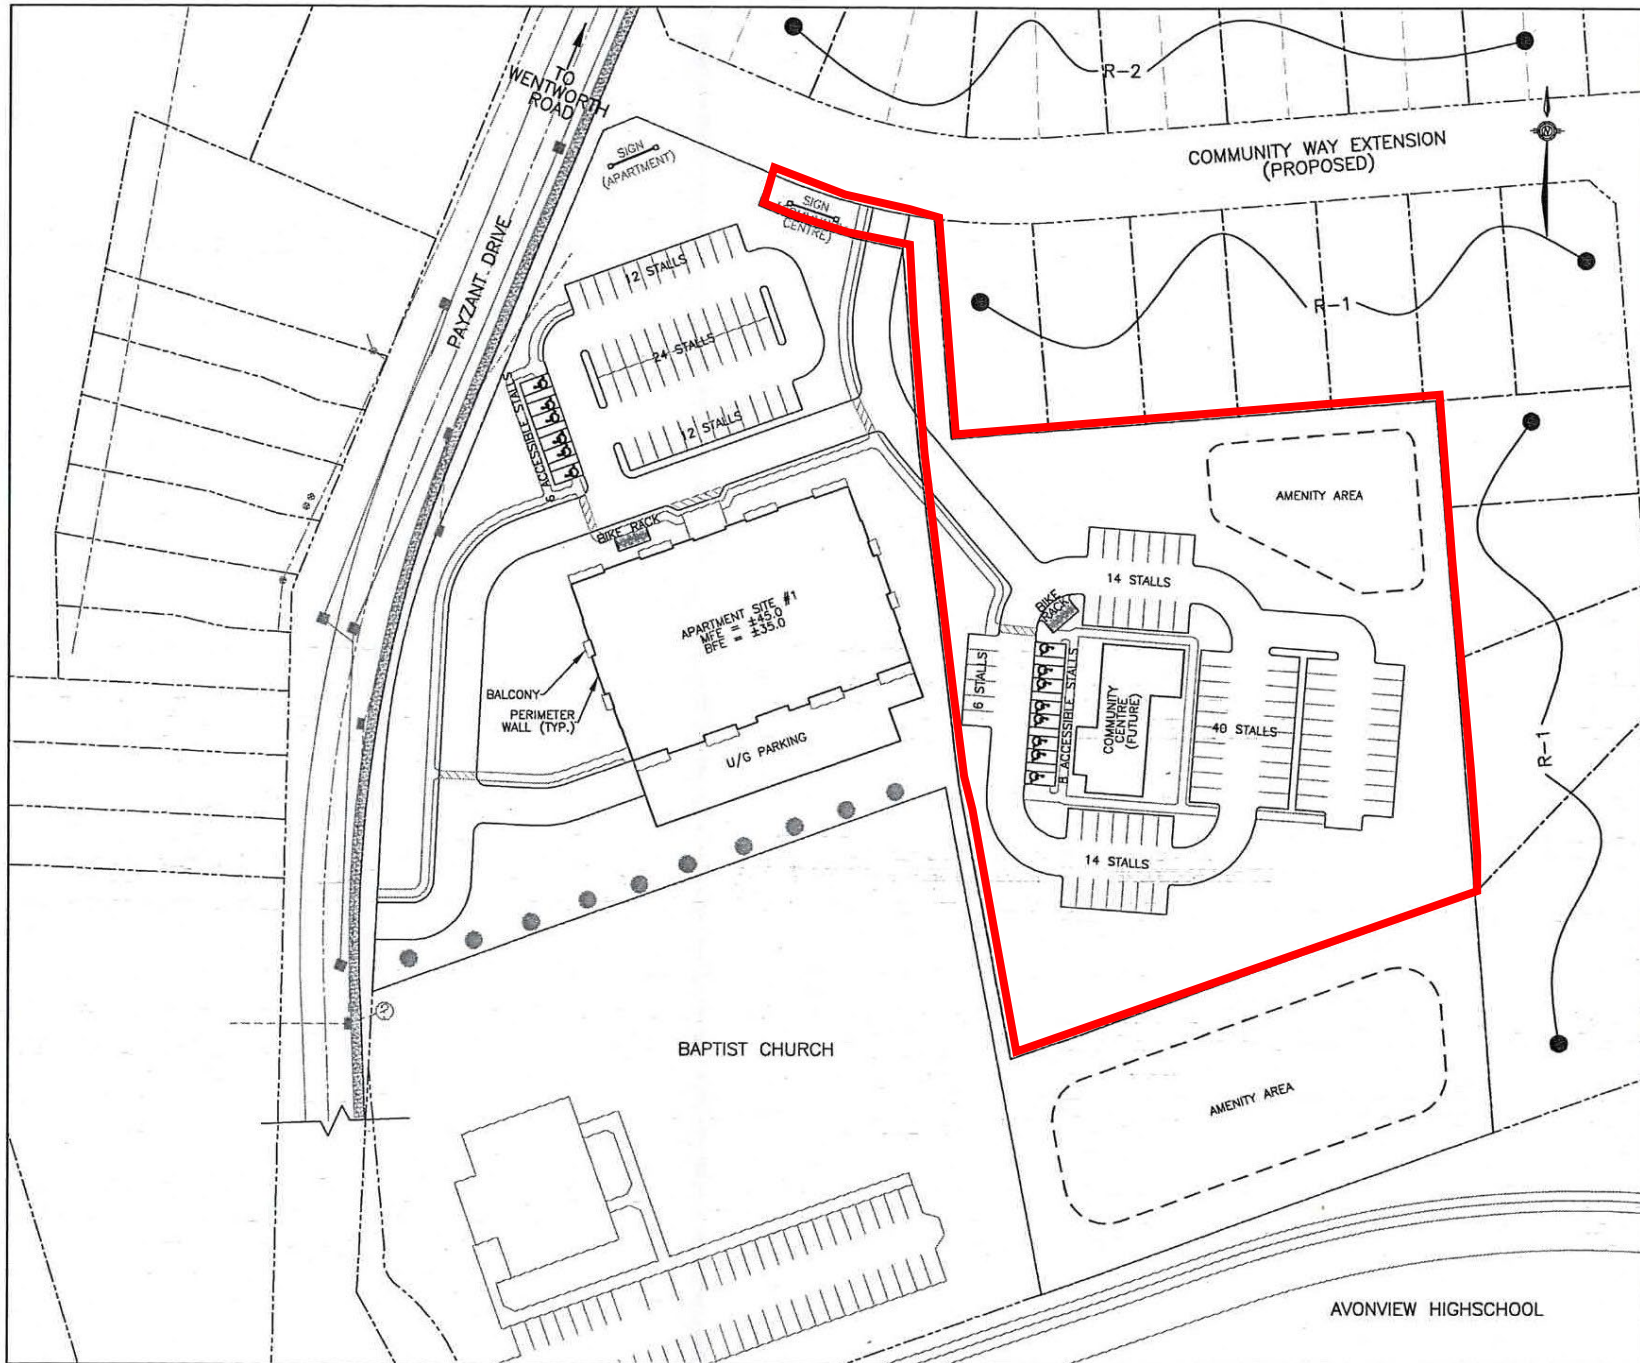 R-2
TO
WENTWORTH
ROAD
COMMUNITY WAY EXTENSION
(PROPOSED)
N
SIGN
(APARTMENT)
SIGN
(COMMUNITY
CENTRE)
PAYZANT DRIVE
12 STALLS
24 STALLS
12 STALLS
6 ACCESSIBLE STALLS
R-1
AMENITY AREA
BIKE RACK
14 STALLS
BIKE
RACK
APARTMENT SITE #1
MFE = ±45.0
BFE = ±35.0
6 STALLS
8 ACCESSIBLE STALLS
COMMUNITY
CENTRE
(FUTURE)
40 STALLS
BALCONY
PERIMETER
WALL (TYP.)
U/G PARKING
R-1
14 STALLS
BAPTIST CHURCH
AMENITY AREA
AVONVIEW HIGHSCHOOL